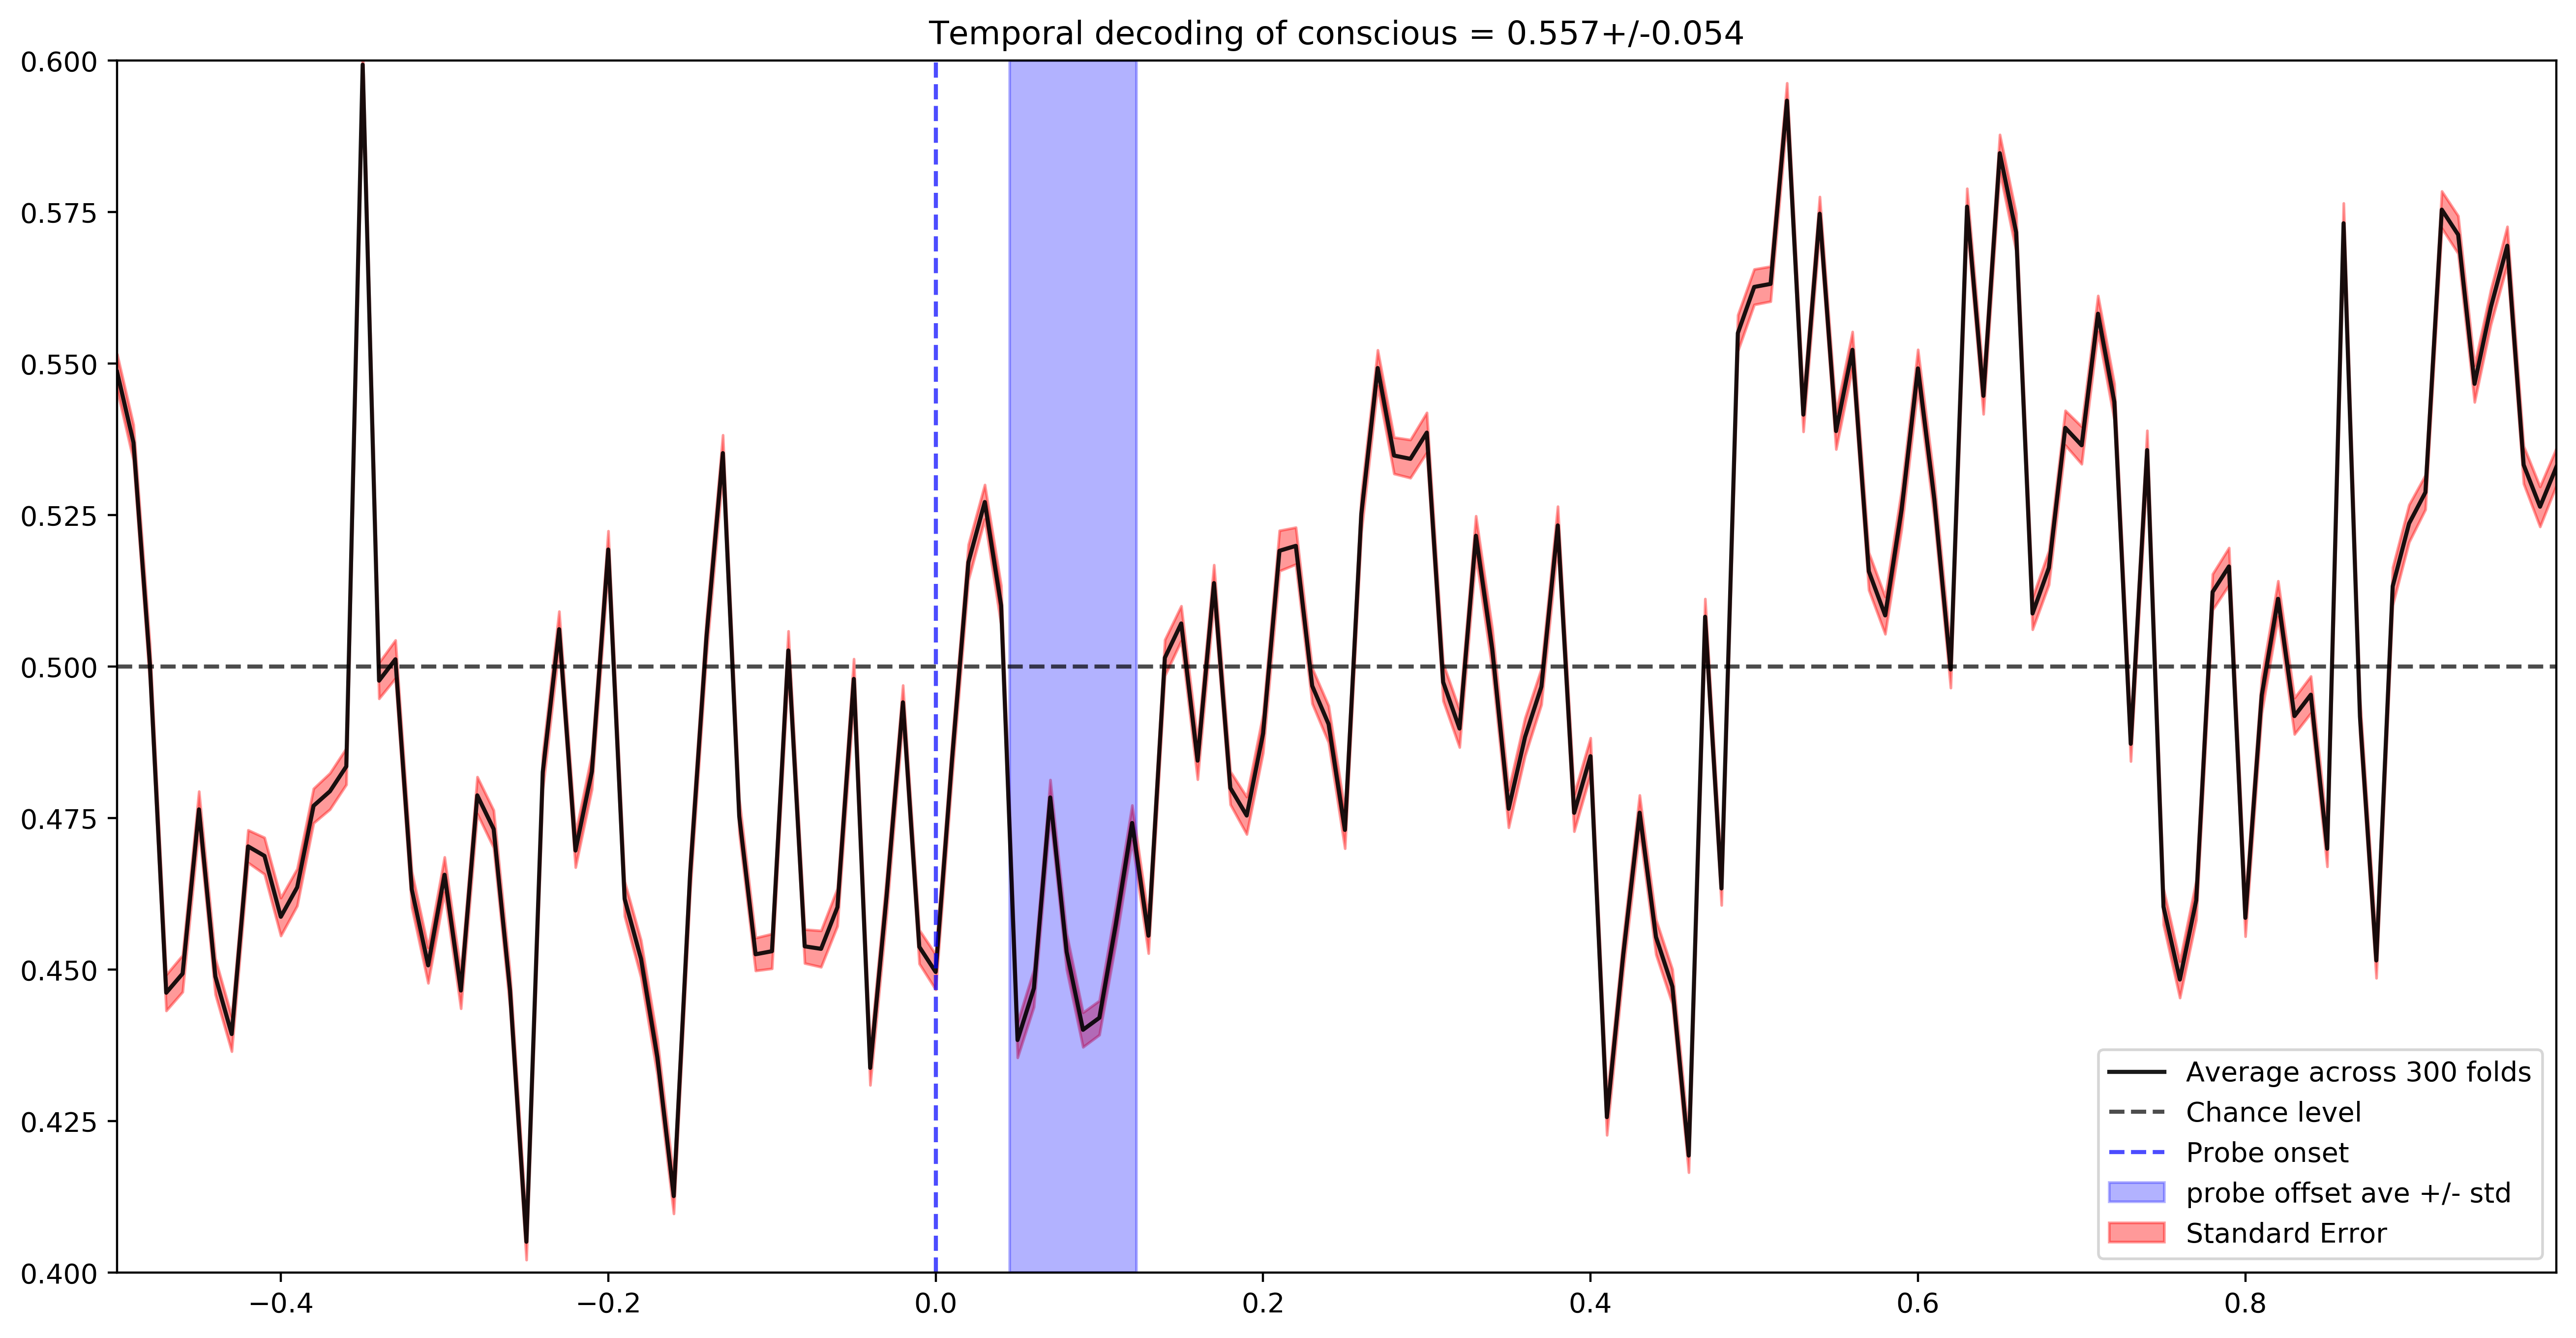 Temporal decoding of conscious = 0.557+/-0.054
0.600
0.575
0.550
0.525
0.500
0.475
0.450
0.425
0.400
−0.4
−0.2
0.0
0.2
0.4
0.6
0.8
Average across 300 folds
Chance level
Probe onset
probe offset ave +/- std
Standard Error